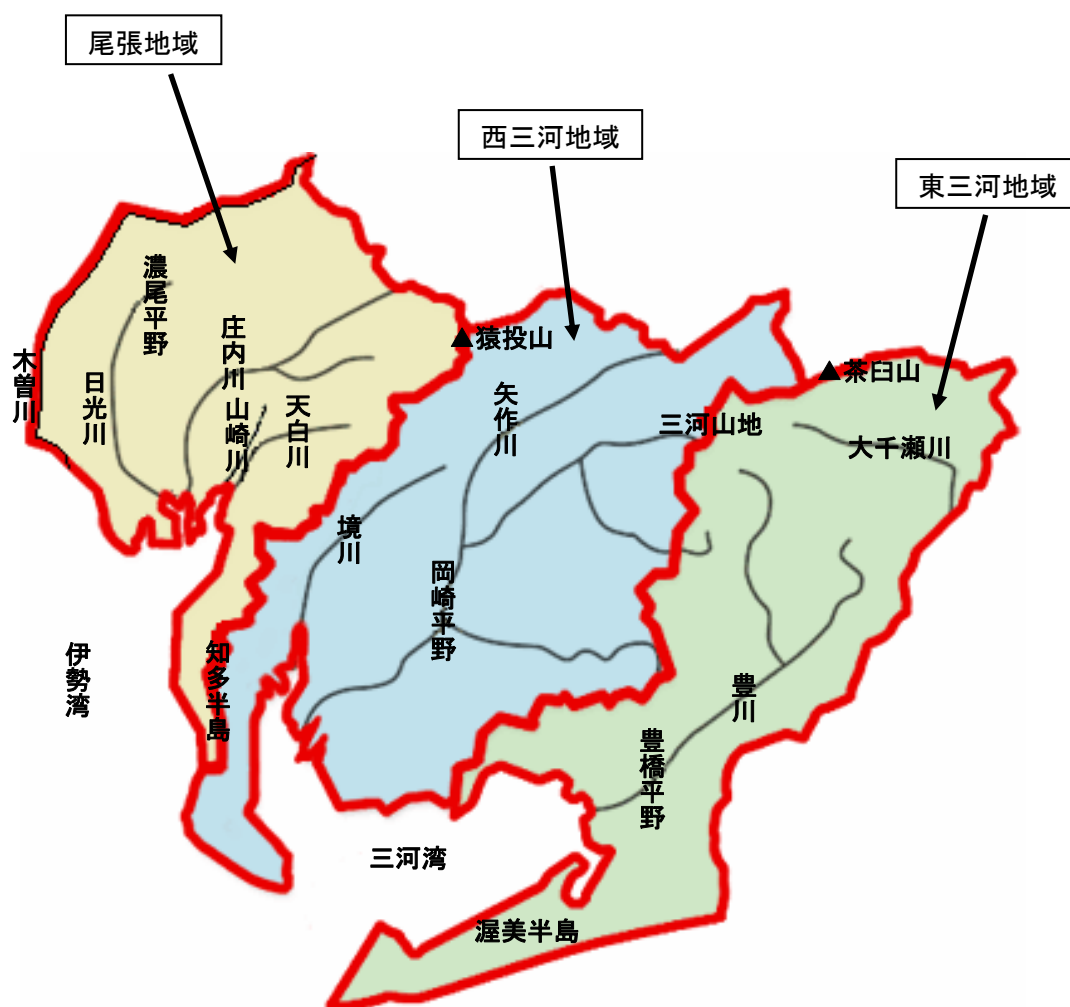 尾張地域
西三河地域
東三河地域
濃尾平野
庄内川
木曽川
日光川
山崎川
天白川
▲猿投山
矢作川
▲茶臼山
三河山地
大千瀬川
境川
岡崎平野
伊勢湾
知多半島
豊川
豊橋平野
三河湾
渥美半島